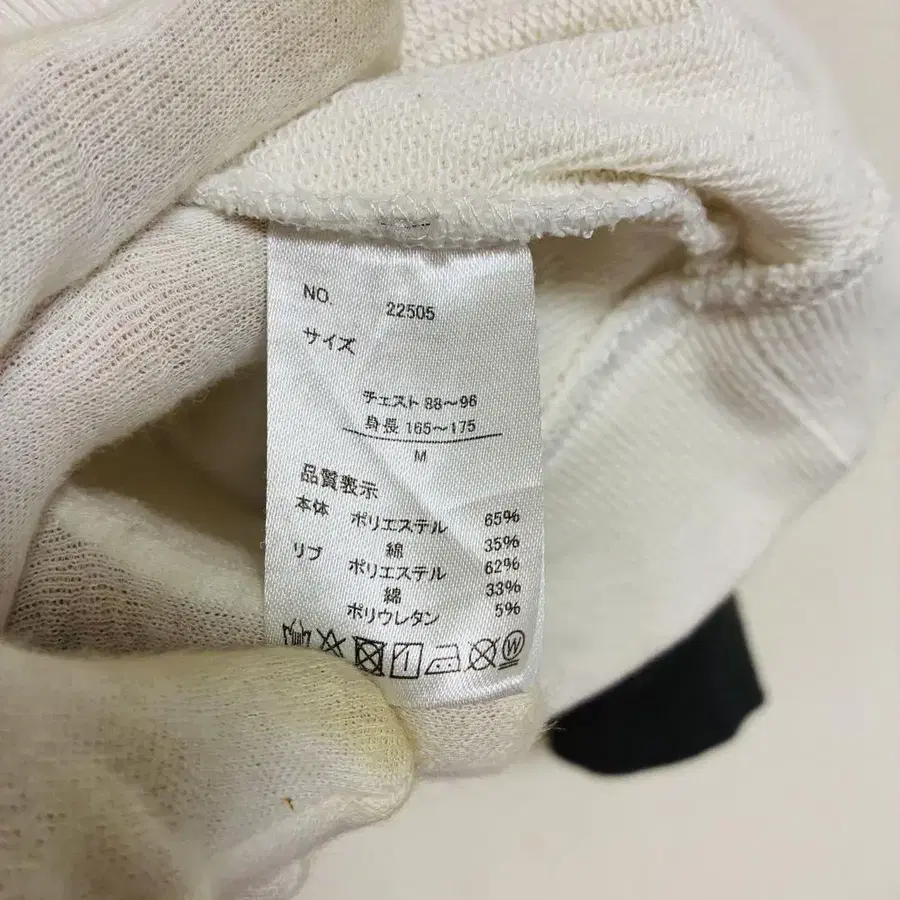 NO. 22505
サイズ
チェスト 88～96
身長 165～175
M
品質表示
本体 ポリエステル 65%
綿 35%
リブ ポリエステル 62%
綿 33%
ポリウレタン 5%
W